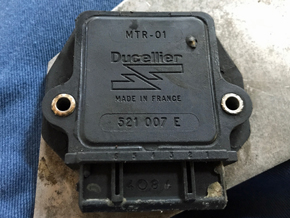 MTR-01
Ducellier
MADE IN FRANCE
521 007 E